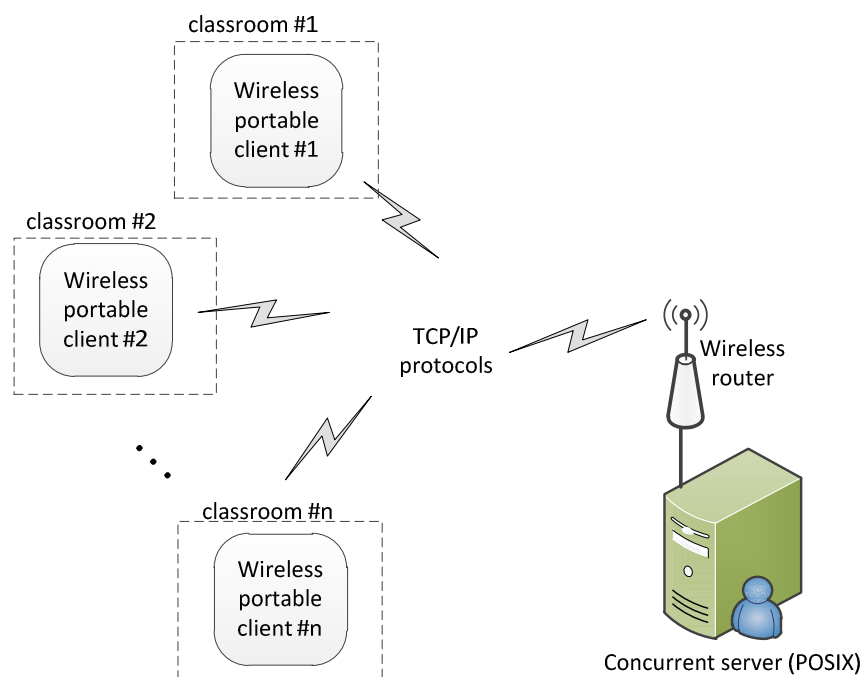 classroom #1
Wireless
portable
client #1
classroom #2
Wireless
portable
client #2
TCP/IP
protocols
Wireless
router
classroom #n
Wireless
portable
client #n
Concurrent server (POSIX)